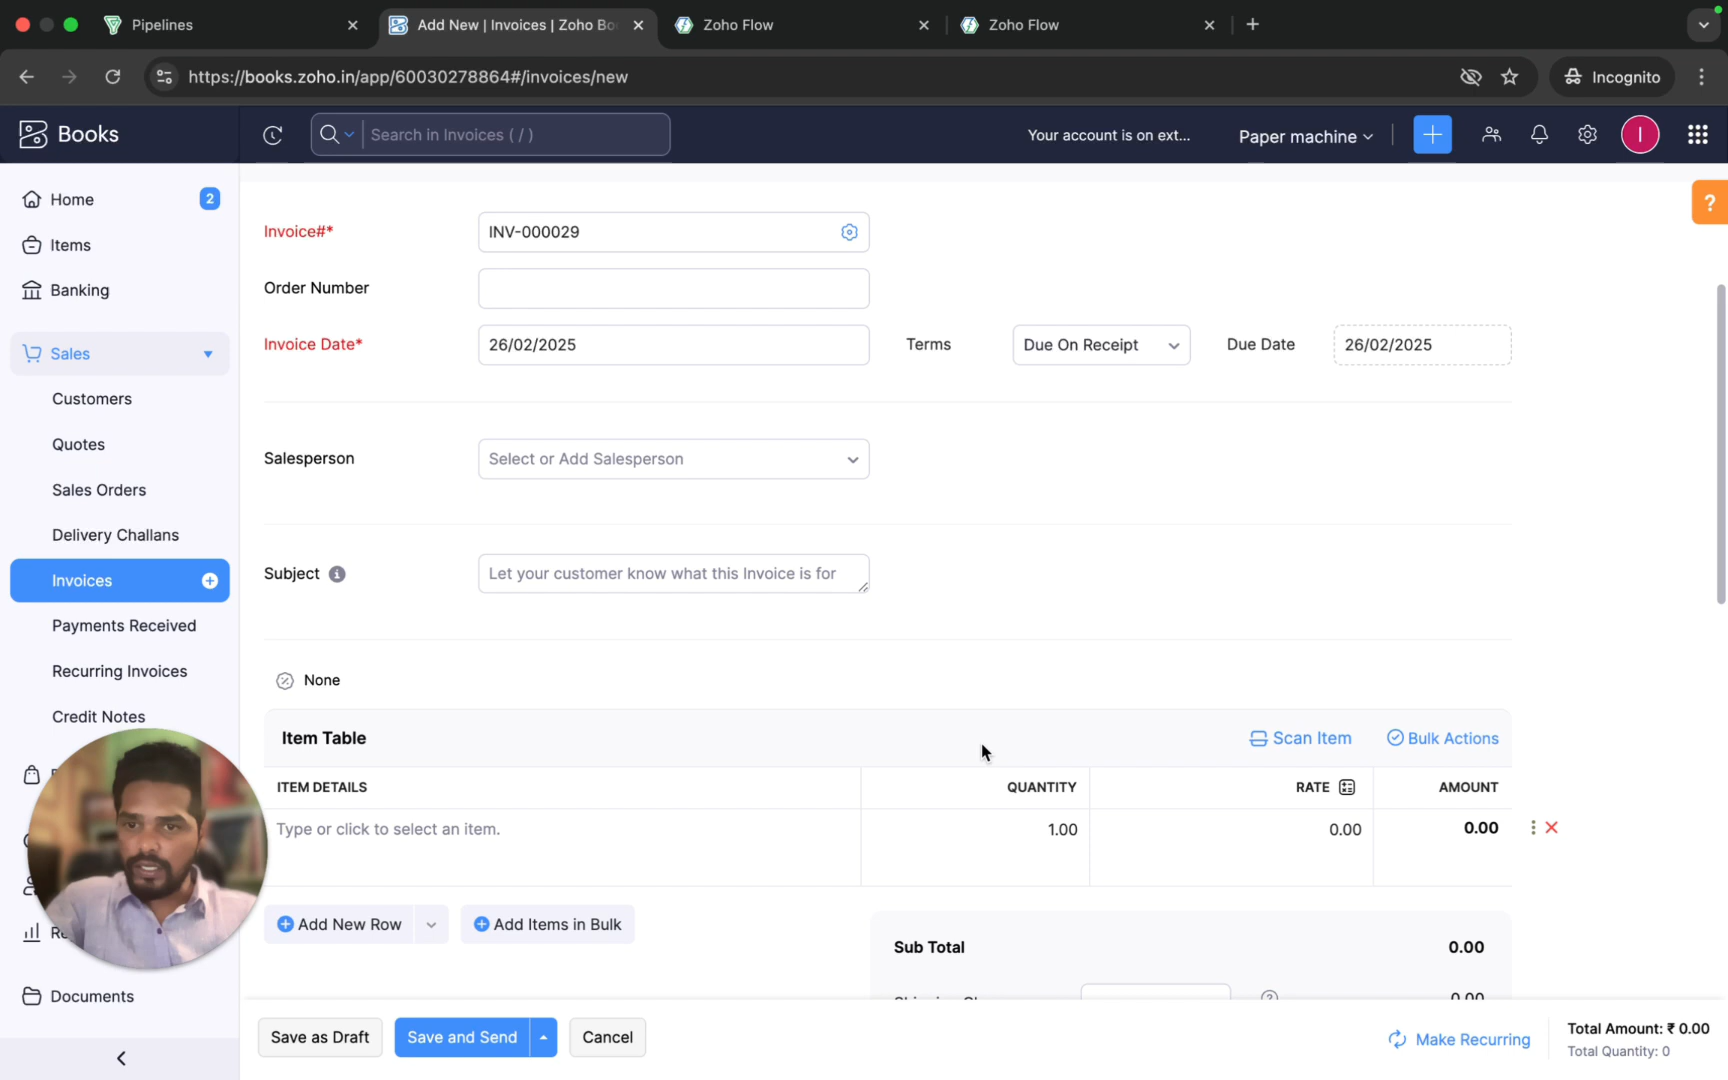 Pipelines
Add New | Invoices | Zoho Bo
Zoho Flow
Zoho Flow
https://books.zoho.in/app/60030278864#/invoices/new
Incognito
Books
Search in Invoices ( / )
Your account is on ext...
Paper machine
Home
2
Items
Banking
Sales
Customers
Quotes
Sales Orders
Delivery Challans
Invoices
Payments Received
Recurring Invoices
Credit Notes
Documents
?
Invoice#*
INV-000029
Order Number
Invoice Date*
26/02/2025
Terms
Due On Receipt
Due Date
26/02/2025
Salesperson
Select or Add Salesperson
Subject
Let your customer know what this Invoice is for
None
Item Table
Scan Item
Bulk Actions
ITEM DETAILS
QUANTITY
RATE
AMOUNT
Type or click to select an item.
1.00
0.00
0.00
Add New Row
Add Items in Bulk
Sub Total
0.00
0.00
Save as Draft
Save and Send
Cancel
Make Recurring
Total Amount: ₹ 0.00
Total Quantity: 0